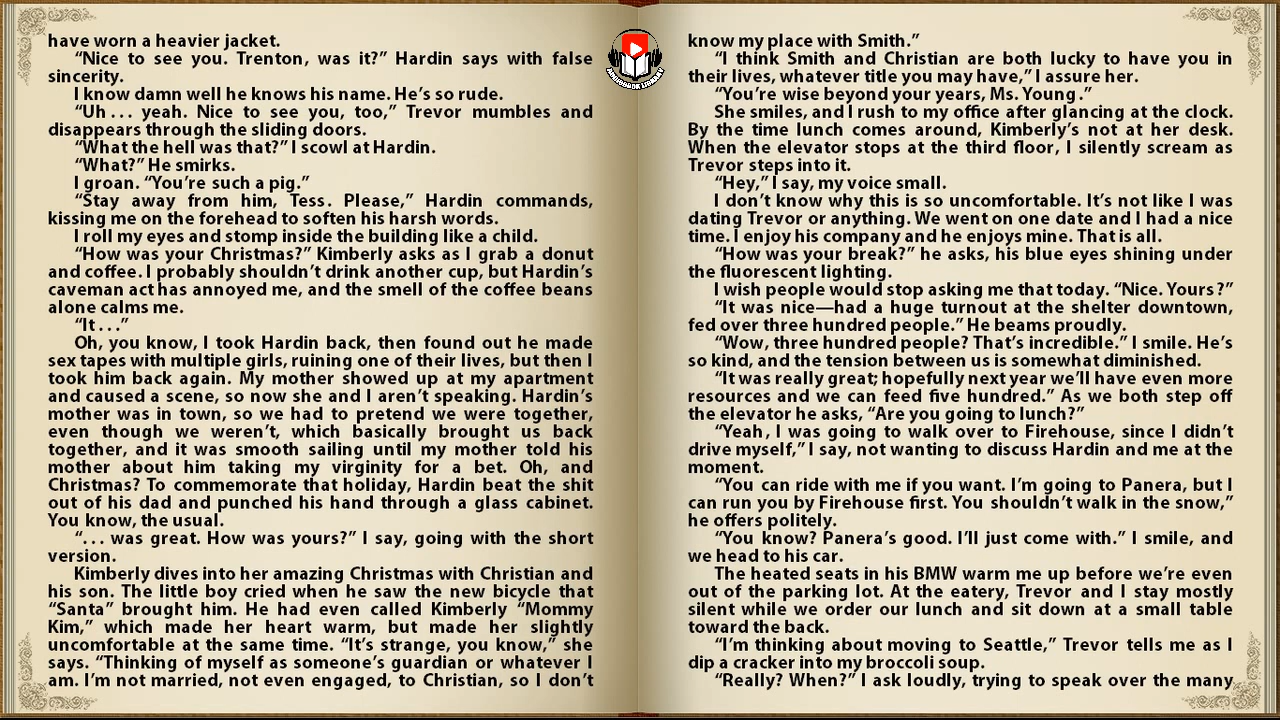 have worn a heavier jacket.
“Nice to see you. Trenton, was it?” Hardin says with false
sincerity.
I know damn well he knows his name. He’s so rude.
“Uh . . . yeah. Nice to see you, too,” Trevor mumbles and
disappears through the sliding doors.
“What the hell was that?” I scowl at Hardin.
“What?” He smirks.
I groan. “You’re such a pig.”
“Stay away from him, Tess. Please,” Hardin commands,
kissing me on the forehead to soften his harsh words.
I roll my eyes and stomp inside the building like a child.
“How was your Christmas?” Kimberly asks as I grab a donut
and coffee. I probably shouldn’t drink another cup, but Hardin’s
caveman act has annoyed me, and the smell of the coffee beans
alone calms me.
“It . . .”
Oh, you know, I took Hardin back, then found out he made
sex tapes with multiple girls, ruining one of their lives, but then I
took him back again. My mother showed up at my apartment
and caused a scene, so now she and I aren’t speaking. Hardin’s
mother was in town, so we had to pretend we were together,
even though we weren’t, which basically brought us back
together, and it was smooth sailing until my mother told his
mother about him taking my virginity for a bet. Oh, and
Christmas? To commemorate that holiday, Hardin beat the shit
out of his dad and punched his hand through a glass cabinet.
You know, the usual.
“. . . was great. How was yours?” I say, going with the short
version.
Kimberly dives into her amazing Christmas with Christian and
his son. The little boy cried when he saw the new bicycle that
“Santa” brought him. He had even called Kimberly “Mommy
Kim,” which made her heart warm, but made her slightly
uncomfortable at the same time. “It’s strange, you know,” she
says. “Thinking of myself as someone’s guardian or whatever I
am. I’m not married, not even engaged, to Christian, so I don’t
know my place with Smith.”
“I think Smith and Christian are both lucky to have you in
their lives, whatever title you may have,” I assure her.
“You’re wise beyond your years, Ms. Young.”
She smiles, and I rush to my office after glancing at the clock.
By the time lunch comes around, Kimberly’s not at her desk.
When the elevator stops at the third floor, I silently scream as
Trevor steps into it.
“Hey,” I say, my voice small.
I don’t know why this is so uncomfortable. It’s not like I was
dating Trevor or anything. We went on one date and I had a nice
time. I enjoy his company and he enjoys mine. That is all.
“How was your break?” he asks, his blue eyes shining under
the fluorescent lighting.
I wish people would stop asking me that today. “Nice. Yours?”
“It was nice—had a huge turnout at the shelter downtown,
fed over three hundred people.” He beams proudly.
“Wow, three hundred people? That’s incredible.” I smile. He’s
so kind, and the tension between us is somewhat diminished.
“It was really great; hopefully next year we’ll have even more
resources and we can feed five hundred.” As we both step off
the elevator he asks, “Are you going to lunch?”
“Yeah, I was going to walk over to Firehouse, since I didn’t
drive myself,” I say, not wanting to discuss Hardin and me at the
moment.
“You can ride with me if you want. I’m going to Panera, but I
can run you by Firehouse first. You shouldn’t walk in the snow,”
he offers politely.
“You know? Panera’s good. I’ll just come with.” I smile, and
we head to his car.
The heated seats in his BMW warm me up before we’re even
out of the parking lot. At the eatery, Trevor and I stay mostly
silent while we order our lunch and sit down at a small table
toward the back.
“I’m thinking about moving to Seattle,” Trevor tells me as I
dip a cracker into my broccoli soup.
“Really? When?” I ask loudly, trying to speak over the many